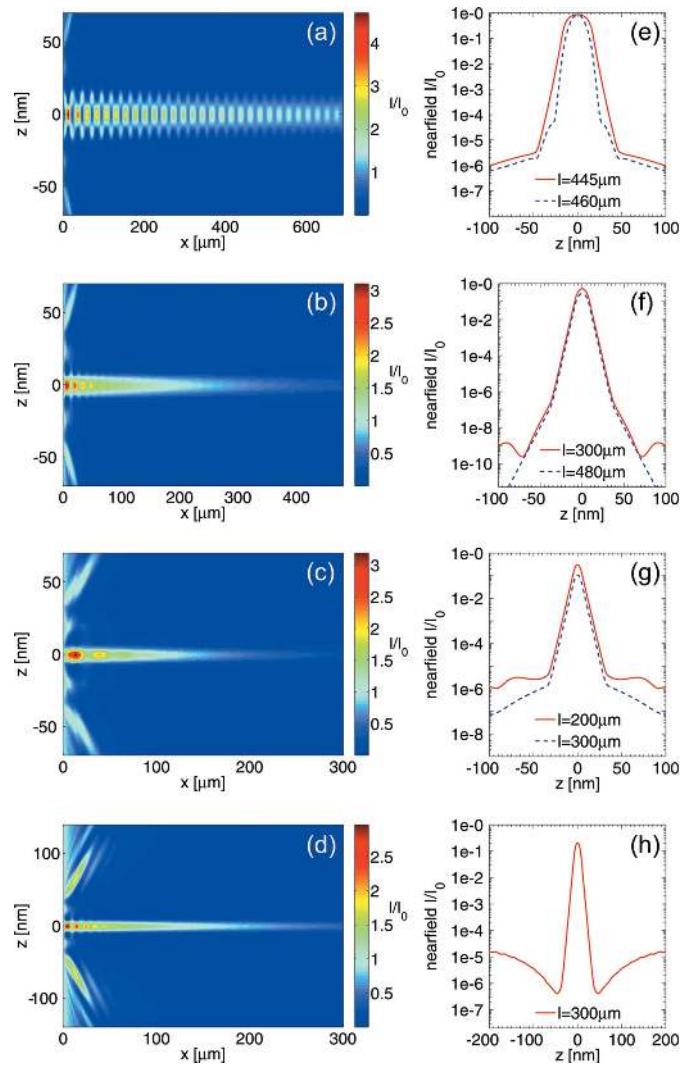 (a)
z [nm]
50
0
-50
0 200 400 600
x [µm]
4
3
2
1
I/I0
(e)
nearfield I/I0
1e-0
1e-1
1e-2
1e-3
1e-4
1e-5
1e-6
1e-7
l=445µm
l=460µm
-100 -50 0 50 100
z [nm]
(b)
z [nm]
50
0
-50
0 100 200 300 400
x [µm]
3
2.5
2
1.5
1
0.5
I/I0
(f)
nearfield I/I0
1e-0
1e-2
1e-4
1e-6
1e-8
1e-10
l=300µm
l=480µm
-100 -50 0 50 100
z [nm]
(c)
z [nm]
50
0
-50
0 100 200 300
x [µm]
3
2.5
2
1.5
1
0.5
I/I0
(g)
nearfield I/I0
1e-0
1e-2
1e-4
1e-6
1e-8
l=200µm
l=300µm
-100 -50 0 50 100
z [nm]
(d)
z [nm]
100
0
-100
0 100 200 300
x [µm]
2.5
2
1.5
1
0.5
I/I0
(h)
nearfield I/I0
1e-0
1e-1
1e-2
1e-3
1e-4
1e-5
1e-6
1e-7
l=300µm
-200 -100 0 100 200
z [nm]